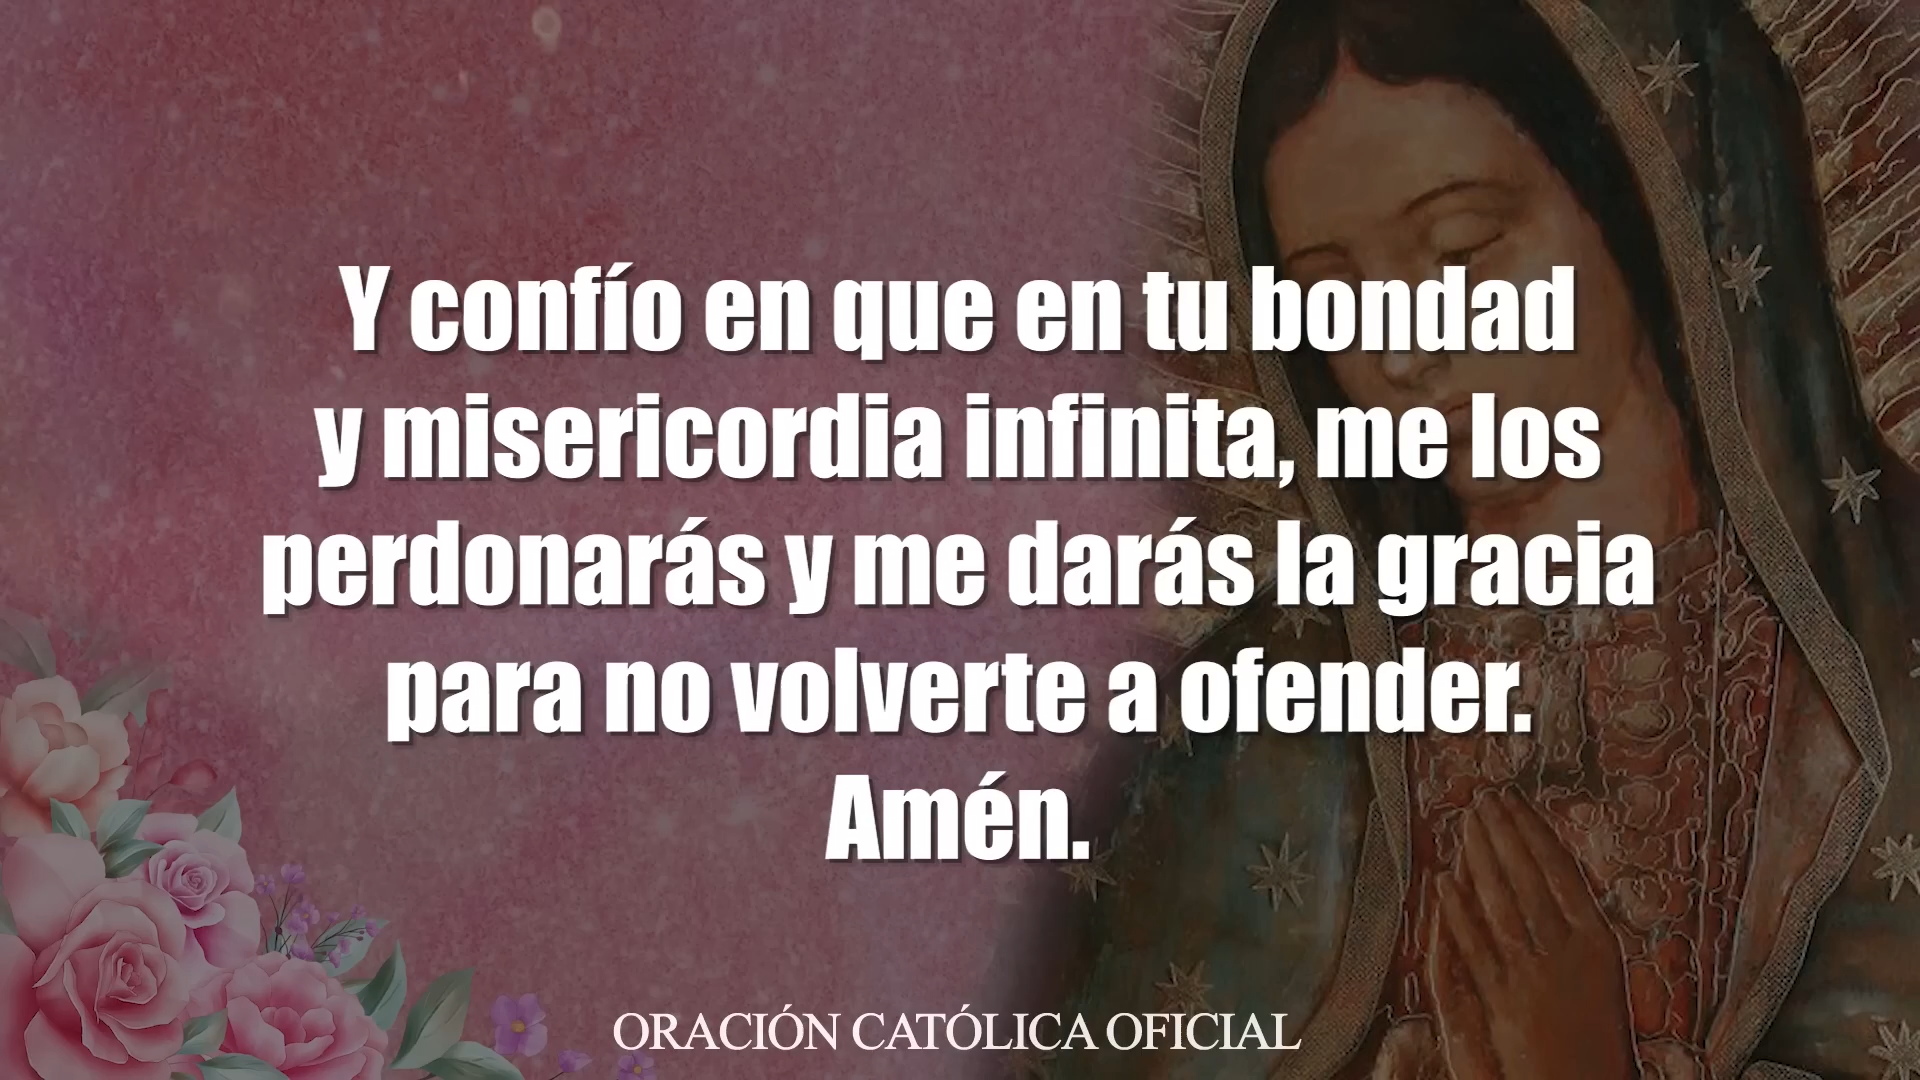 Y confío en que en tu bondad
y misericordia infinita, me los
perdonarás y me darás la gracia
para no volverte a ofender.
Amén.
ORACIÓN CATÓLICA OFICIAL